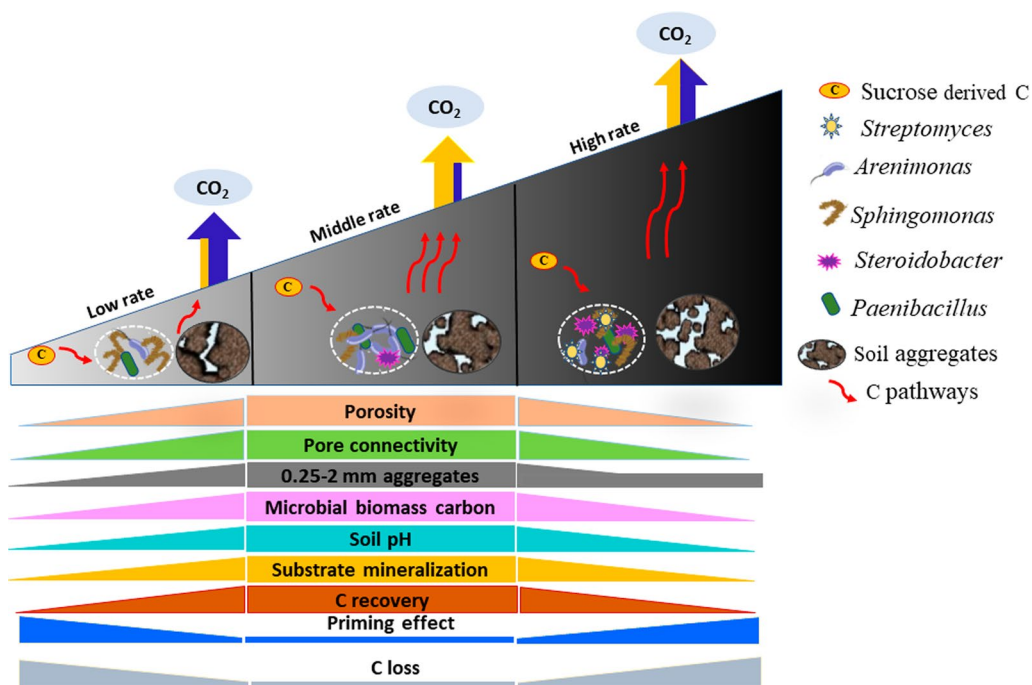 CO2
CO2
CO2
High rate
Middle rate
Low rate
C
C
C
C
Sucrose derived C
Streptomyces
Arenimonas
Sphingomonas
Steroidobacter
Paenibacillus
Soil aggregates
C pathways
Porosity
Pore connectivity
0.25-2 mm aggregates
Microbial biomass carbon
Soil pH
Substrate mineralization
C recovery
Priming effect
C loss